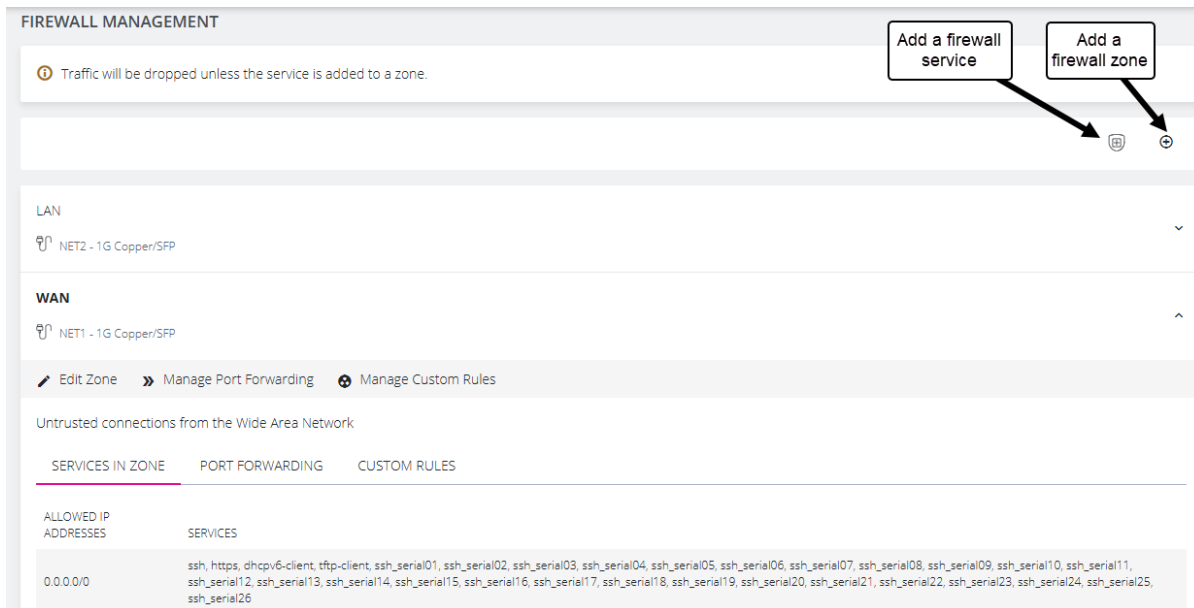 FIREWALL MANAGEMENT
Add a firewall
service
Add a
firewall zone
Traffic will be dropped unless the service is added to a zone.
LAN
NET2 - 1G Copper/SFP
WAN
NET1 - 1G Copper/SFP
Edit Zone Manage Port Forwarding Manage Custom Rules
Untrusted connections from the Wide Area Network
SERVICES IN ZONE PORT FORWARDING CUSTOM RULES
ALLOWED IP
ADDRESSES SERVICES
ssh, https, dhcpv6-client, tftp-client, ssh_serial01, ssh_serial02, ssh_serial03, ssh_serial04, ssh_serial05, ssh_serial06, ssh_serial07, ssh_serial08, ssh_serial09, ssh_serial10, ssh_serial11,
0.0.0.0/0 ssh_serial12, ssh_serial13, ssh_serial14, ssh_serial15, ssh_serial16, ssh_serial17, ssh_serial18, ssh_serial19, ssh_serial20, ssh_serial21, ssh_serial22, ssh_serial23, ssh_serial24, ssh_serial25,
ssh_serial26